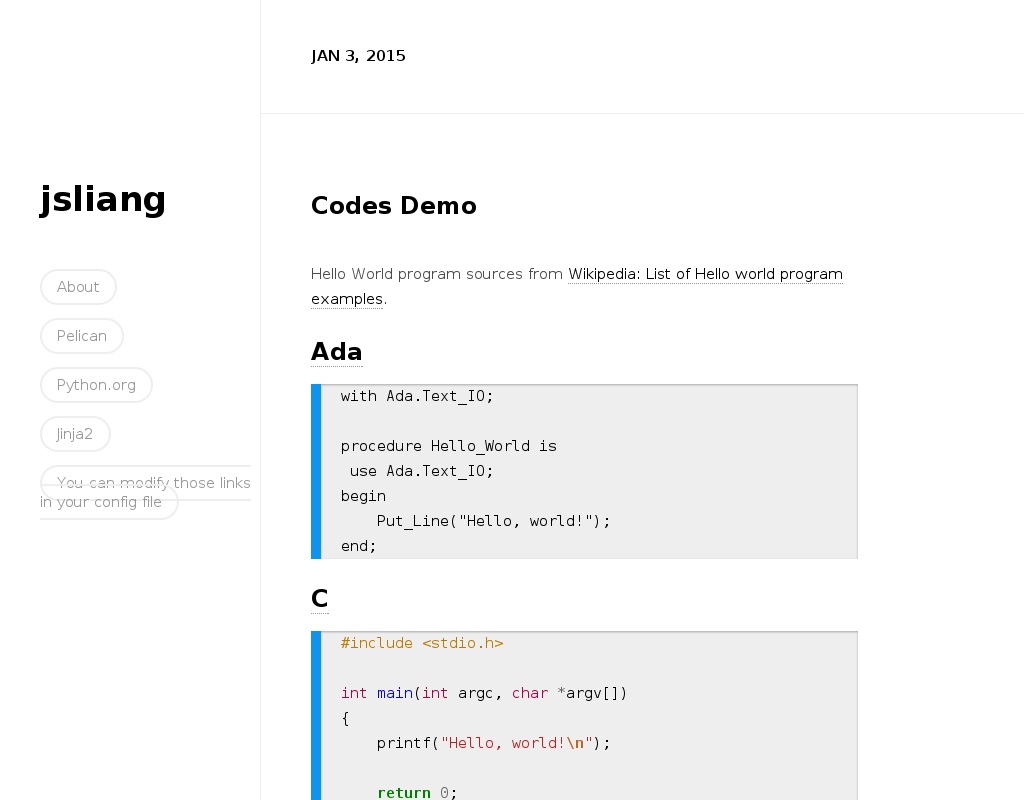 JAN 3, 2015
jsliang
About
Pelican
Python.org
Jinja2
You can modify those links
in your config file
Codes Demo
Hello World program sources from Wikipedia: List of Hello world program
examples.
Ada
with Ada.Text_IO;
procedure Hello_World is
 use Ada.Text_IO;
begin
    Put_Line("Hello, world!");
end;
C
#include <stdio.h>
int main(int argc, char *argv[])
{
    printf("Hello, world!\n");
    return 0;